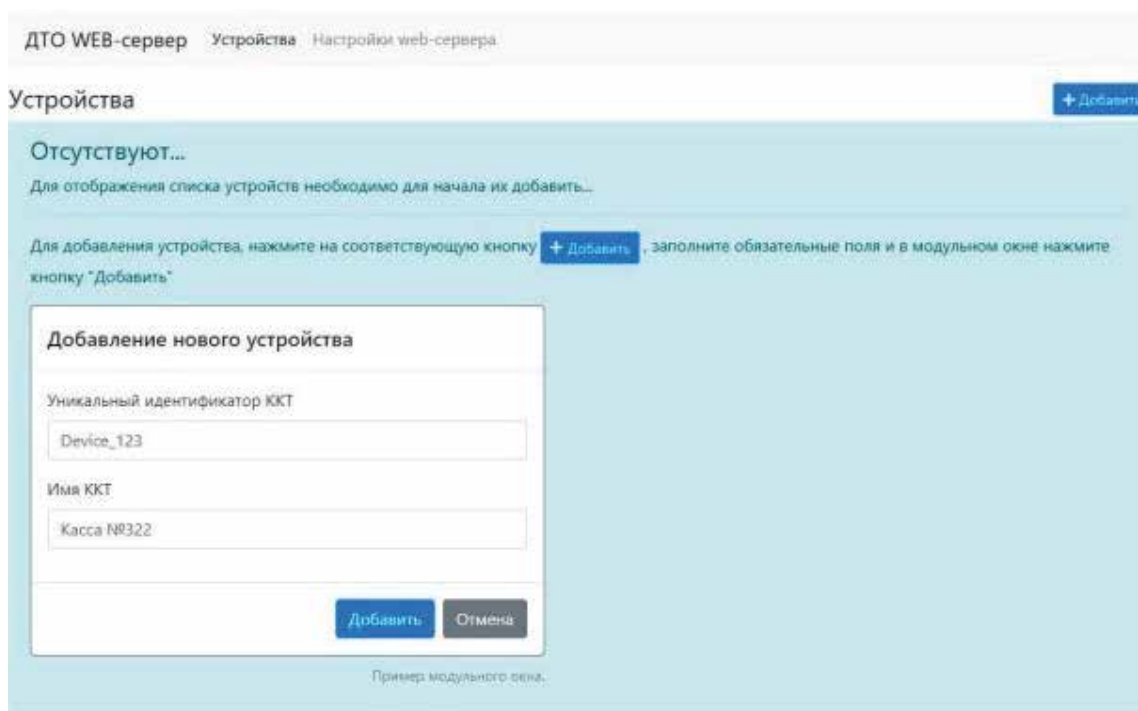 ДТО WEB-сервер Устройства Настройки web-сервера
Устройства
+ Добавить
Отсутствуют...
Для отображения списка устройств необходимо для начала их добавить...
Для добавления устройства, нажмите на соответствующую кнопку + Добавить , заполните обязательные поля и в модульном окне нажмите
кнопку "Добавить"
Добавление нового устройства
Уникальный идентификатор ККТ
Device_123
Имя ККТ
Касса №322
Добавить Отмена
Пример модульного окна.